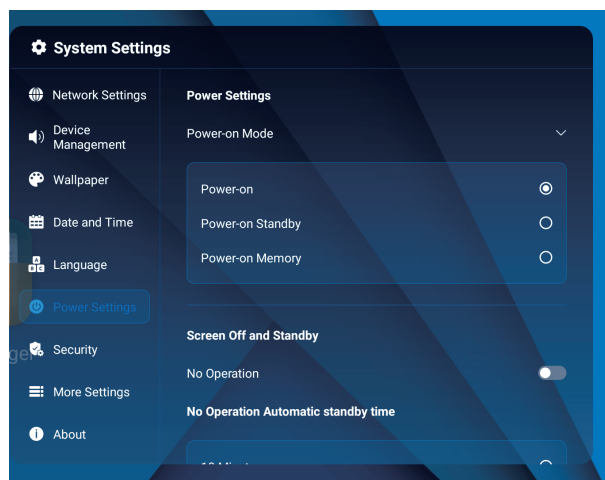 System Settings
Network Settings
Power Settings
Device
Management
Power-on Mode
Wallpaper
Power-on
Date and Time
Power-on Standby
Language
Power-on Memory
Power Settings
Screen Off and Standby
Security
No Operation
More Settings
No Operation Automatic standby time
About